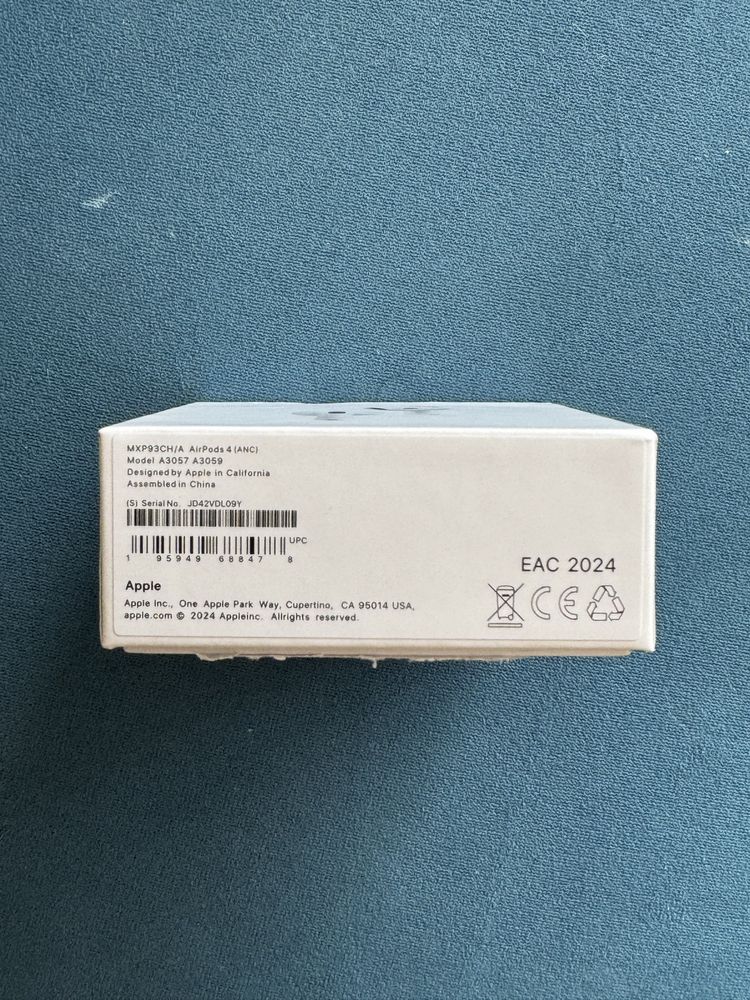 MXP93CH/A AirPods 4 (ANC)
Model A3057 A3059
Designed by Apple in California
Assembled in China
(S) Serial No. JD42VDL09Y
UPC
1 95949 68847 8
Apple
Apple Inc., One Apple Park Way, Cupertino, CA 95014 USA,
apple.com © 2024 Appleinc. Allrights reserved.
EAC 2024
CE